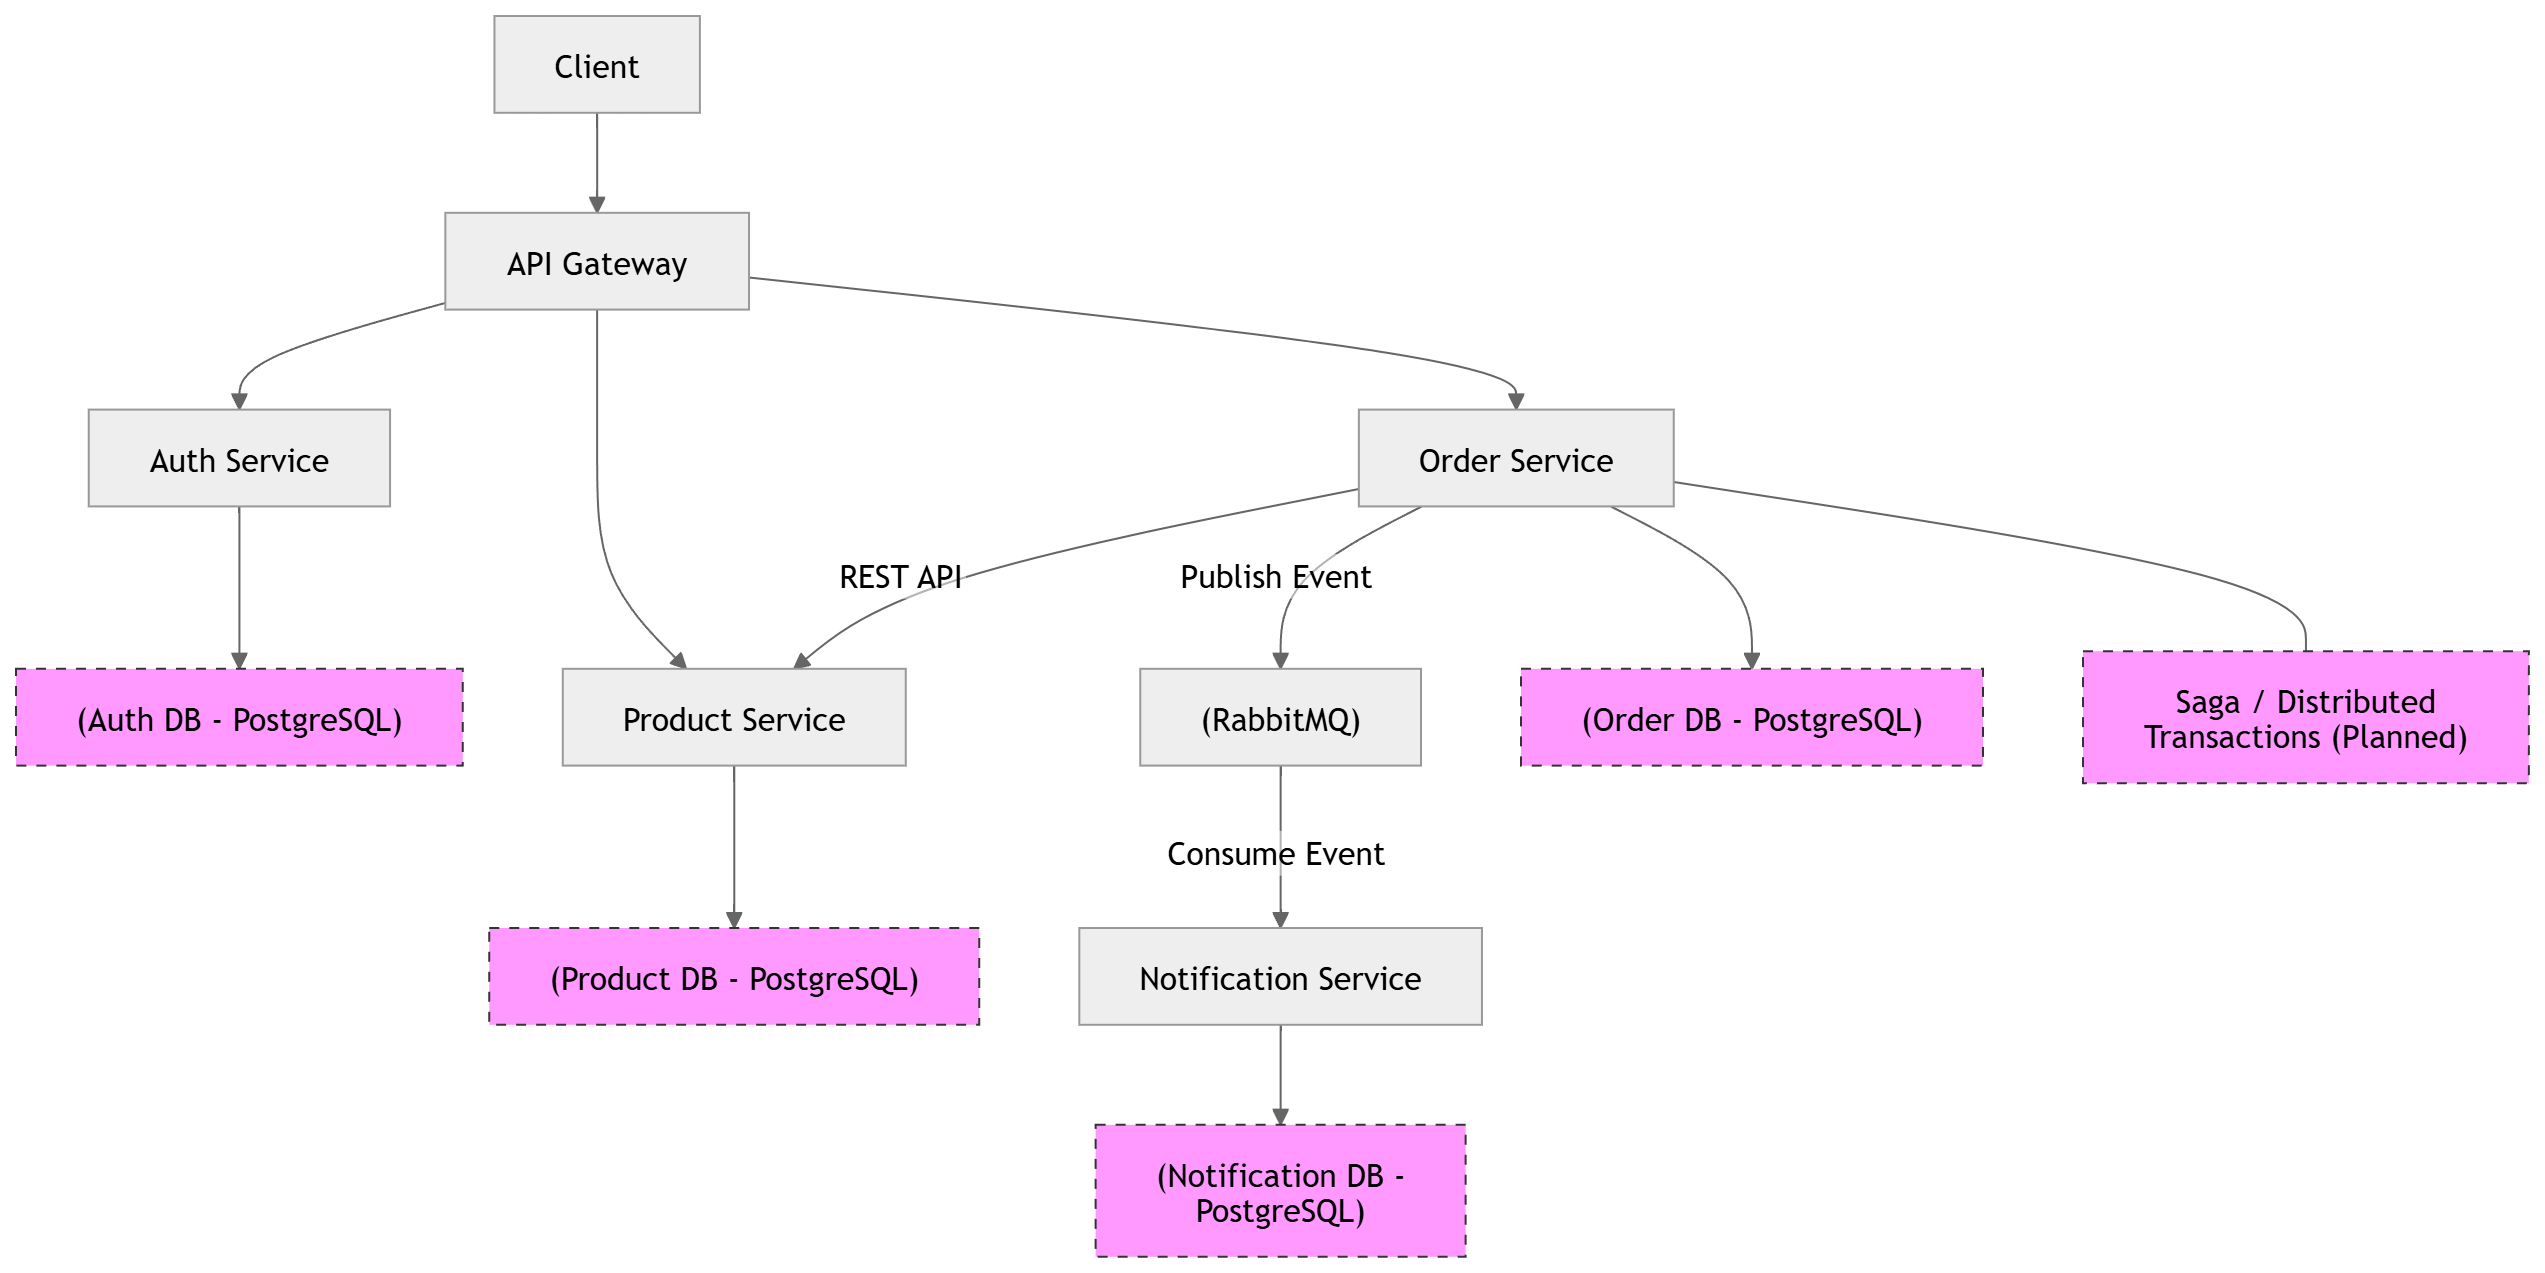 Client
API Gateway
Auth Service
Order Service
REST API
Publish Event
(Auth DB - PostgreSQL)
Product Service
(RabbitMQ)
(Order DB - PostgreSQL)
Saga / Distributed
Transactions (Planned)
Consume Event
(Product DB - PostgreSQL)
Notification Service
(Notification DB -
PostgreSQL)